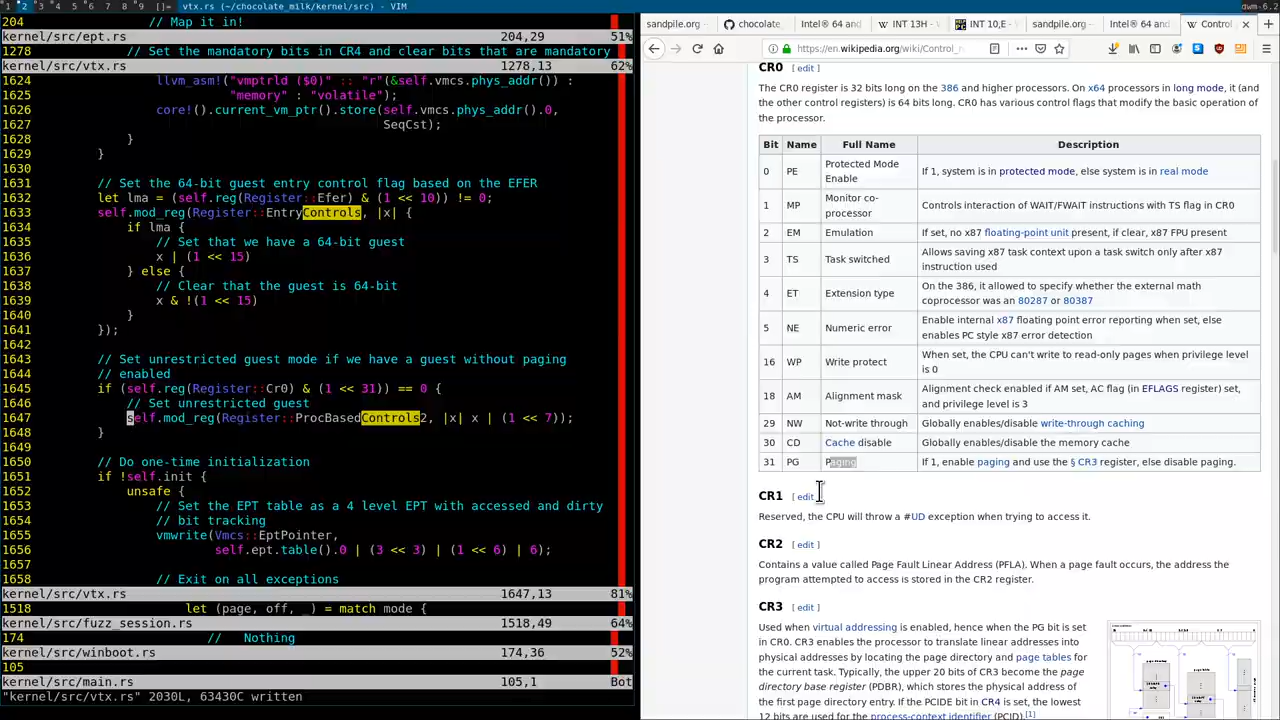 1 2 3 4 5 6 7 8 9 []= vtx.rs (~/chocolate_milk/kernel/src) - VIM dwm-6.2
204 // Map it in!
kernel/src/ept.rs 204,29 51%
1278 // Set the mandatory bits in CR4 and clear bits that are mandatory
kernel/src/vtx.rs 1278,13 62%
1624 llvm_asm!("vmptrld ($0)" :: "r"(&self.vmcs.phys_addr()) :
1625 "memory" : "volatile");
1626 core!().current_vm_ptr().store(self.vmcs.phys_addr().0,
1627 SeqCst);
1628 }
1629 }
1630
1631 // Set the 64-bit guest entry control flag based on the EFER
1632 let lma = (self.reg(Register::Efer) & (1 << 10)) != 0;
1633 self.mod_reg(Register::EntryControls, |x| {
1634 if lma {
1635 // Set that we have a 64-bit guest
1636 x | (1 << 15)
1637 } else {
1638 // Clear that the guest is 64-bit
1639 x & !(1 << 15)
1640 }
1641 });
1642
1643 // Set unrestricted guest mode if we have a guest without paging
1644 // enabled
1645 if (self.reg(Register::Cr0) & (1 << 31)) == 0 {
1646 // Set unrestricted guest
1647 self.mod_reg(Register::ProcBasedControls2, |x| x | (1 << 7));
1648 }
1649
1650 // Do one-time initialization
1651 if !self.init {
1652 unsafe {
1653 // Set the EPT table as a 4 level EPT with accessed and dirty
1654 // bit tracking
1655 vmwrite(Vmcs::EptPointer,
1656 self.ept.table().0 | (3 << 3) | (1 << 6) | 6);
1657
1658 // Exit on all exceptions
kernel/src/vtx.rs 1647,13 81%
1518 let (page, off, _) = match mode {
kernel/src/fuzz_session.rs 1518,49 64%
174 // Nothing
kernel/src/winboot.rs 174,36 52%
105
kernel/src/main.rs 105,1 Bot
"kernel/src/vtx.rs" 2030L, 63430C written
sandpile.org chocolate Intel® 64 and INT 13H - INT 10,E sandpile.org Intel® 64 and Control
https://en.wikipedia.org/wiki/Control_r
CR0 [ edit ]
The CR0 register is 32 bits long on the 386 and higher processors. On x64 processors in long mode, it (and
the other control registers) is 64 bits long. CR0 has various control flags that modify the basic operation of
the processor.
Bit Name Full Name Description
0 PE Protected Mode Enable If 1, system is in protected mode, else system is in real mode
1 MP Monitor co-processor Controls interaction of WAIT/FWAIT instructions with TS flag in CR0
2 EM Emulation If set, no x87 floating-point unit present, if clear, x87 FPU present
3 TS Task switched Allows saving x87 task context upon a task switch only after x87
instruction used
4 ET Extension type On the 386, it allowed to specify whether the external math
coprocessor was an 80287 or 80387
5 NE Numeric error Enable internal x87 floating point error reporting when set, else
enables PC style x87 error detection
16 WP Write protect When set, the CPU can't write to read-only pages when privilege level
is 0
18 AM Alignment mask Alignment check enabled if AM set, AC flag (in EFLAGS register) set,
and privilege level is 3
29 NW Not-write through Globally enables/disable write-through caching
30 CD Cache disable Globally enables/disable the memory cache
31 PG Paging If 1, enable paging and use the § CR3 register, else disable paging.
CR1 [ edit ]
Reserved, the CPU will throw a #UD exception when trying to access it.
CR2 [ edit ]
Contains a value called Page Fault Linear Address (PFLA). When a page fault occurs, the address the
program attempted to access is stored in the CR2 register.
CR3 [ edit ]
Used when virtual addressing is enabled, hence when the PG bit is set
in CR0. CR3 enables the processor to translate linear addresses into
physical addresses by locating the page directory and page tables for
the current task. Typically, the upper 20 bits of CR3 become the page
directory base register (PDBR), which stores the physical address of
the first page directory entry. If the PCIDE bit in CR4 is set, the lowest
12 bits are used for the process-context identifier (PCID).[1]